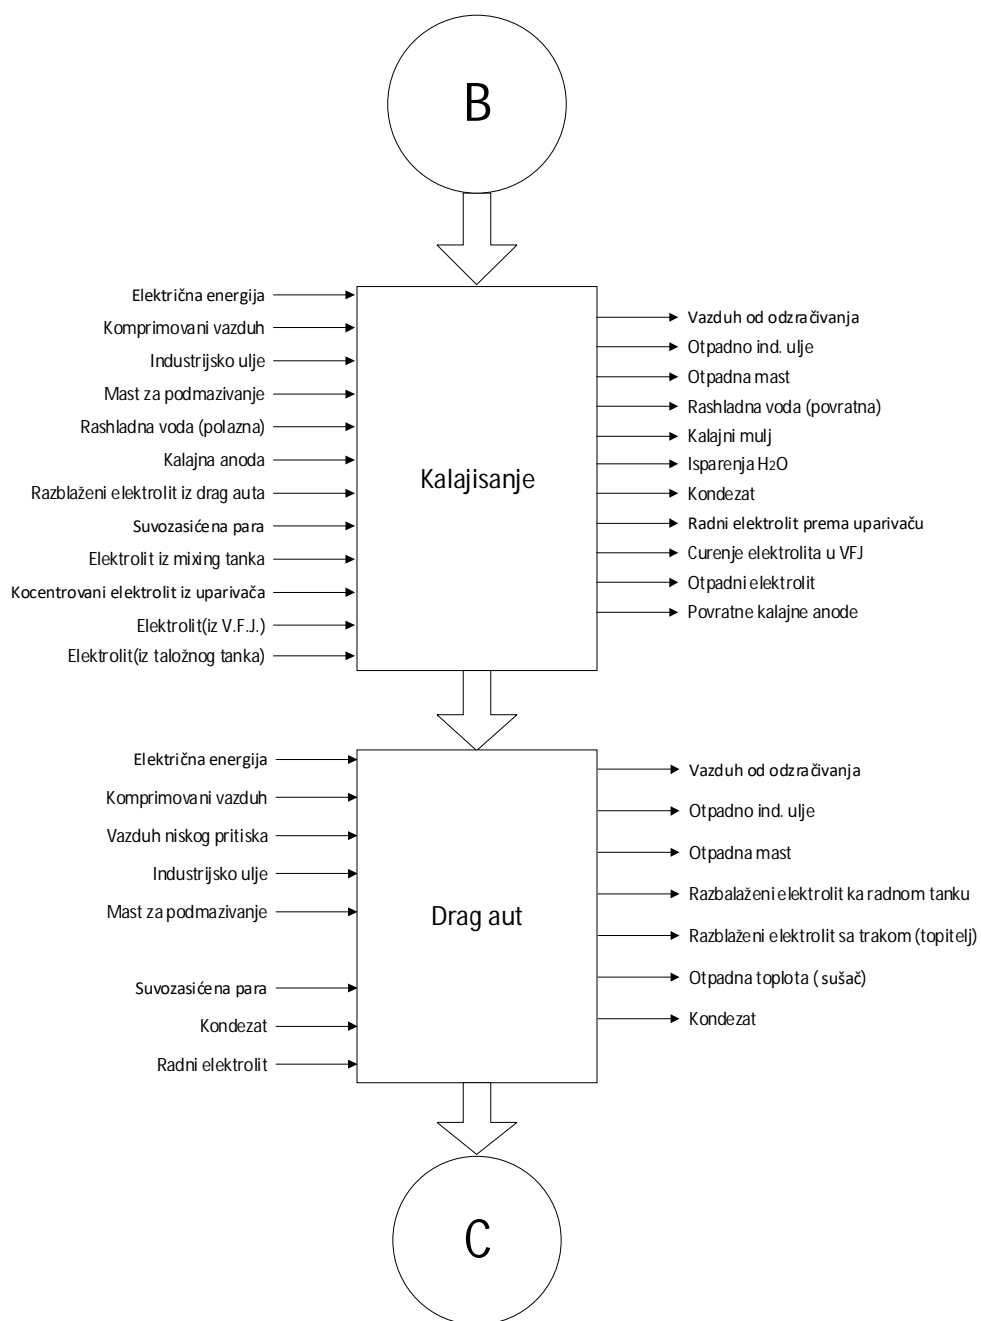 B
Električna energija
Komprimovani vazduh
Industrijsko ulje
Mast za podmazivanje
Rashladna voda (polazna)
Kalajna anoda
Razblaženi elektrolit iz drag auta
Suvozasićena para
Elektrolit iz mixing tanka
Kocentrovani elektrolit iz uparivača
Elektrolit(iz V.F.J.)
Elektrolit(iz taložnog tanka)
Kalajisanje
Vazduh od odzračivanja
Otpadno ind. ulje
Otpadna mast
Rashladna voda (povratna)
Kalajni mulj
Isparenja H2O
Kondezat
Radni elektrolit prema uparivaču
Curenje elektrolita u VFJ
Otpadni elektrolit
Povratne kalajne anode
Električna energija
Komprimovani vazduh
Vazduh niskog pritiska
Industrijsko ulje
Mast za podmazivanje
Suvozasićena para
Kondezat
Radni elektrolit
Drag aut
Vazduh od odzračivanja
Otpadno ind. ulje
Otpadna mast
Razbalaženi elektrolit ka radnom tanku
Razblaženi elektrolit sa trakom (topitelj)
Otpadna toplota ( sušač)
Kondezat
C